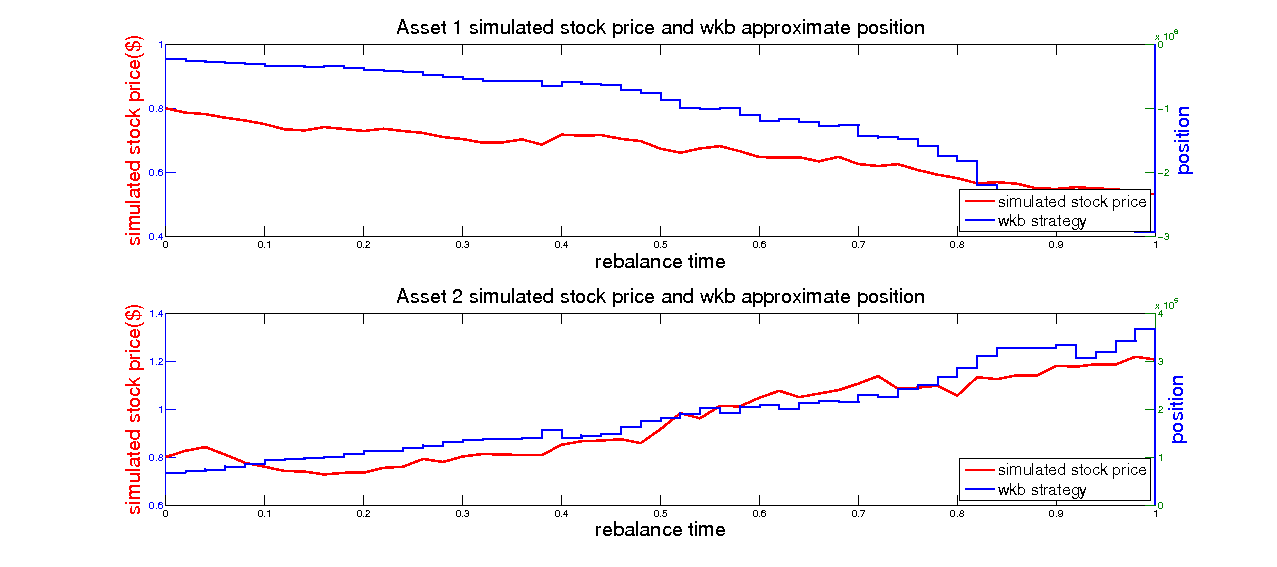 Asset 1 simulated stock price and wkb approximate position
x 10
simulated stock price($)
1
0.8
0.6
0.4
0
-1
-2
-3
position
simulated stock price
wkb strategy
0 0.1 0.2 0.3 0.4 0.5 0.6 0.7 0.8 0.9 1
rebalance time
Asset 2 simulated stock price and wkb approximate position
x 10^5
simulated stock price($)
1.4
1.2
1
0.8
0.6
4
3
2
1
0
position
simulated stock price
wkb strategy
0 0.1 0.2 0.3 0.4 0.5 0.6 0.7 0.8 0.9 1
rebalance time